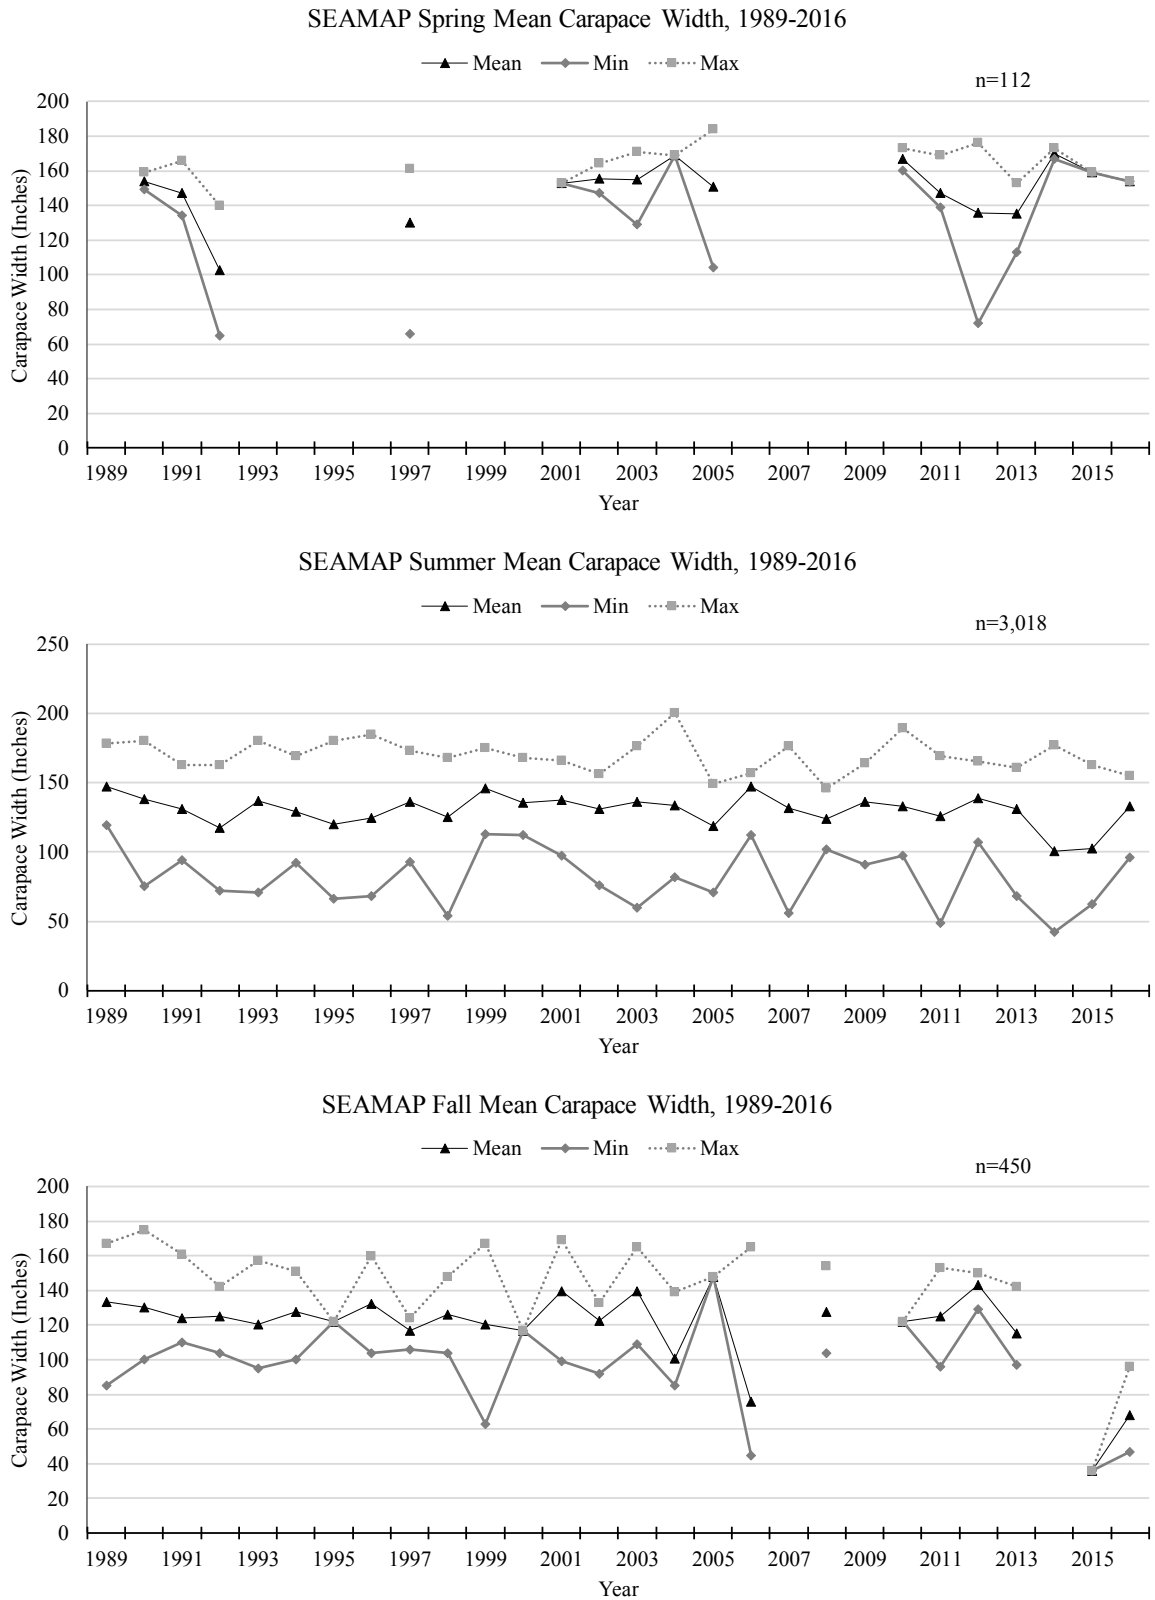 SEAMAP Spring Mean Carapace Width, 1989-2016
Mean Min Max
n=112
200
180
160
140
120
100
80
60
40
20
0
Carapace Width (Inches)
1989 1991 1993 1995 1997 1999 2001 2003 2005 2007 2009 2011 2013 2015
Year
SEAMAP Summer Mean Carapace Width, 1989-2016
Mean Min Max
n=3,018
250
200
150
100
50
0
Carapace Width (Inches)
1989 1991 1993 1995 1997 1999 2001 2003 2005 2007 2009 2011 2013 2015
Year
SEAMAP Fall Mean Carapace Width, 1989-2016
Mean Min Max
n=450
200
180
160
140
120
100
80
60
40
20
0
Carapace Width (Inches)
1989 1991 1993 1995 1997 1999 2001 2003 2005 2007 2009 2011 2013 2015
Year